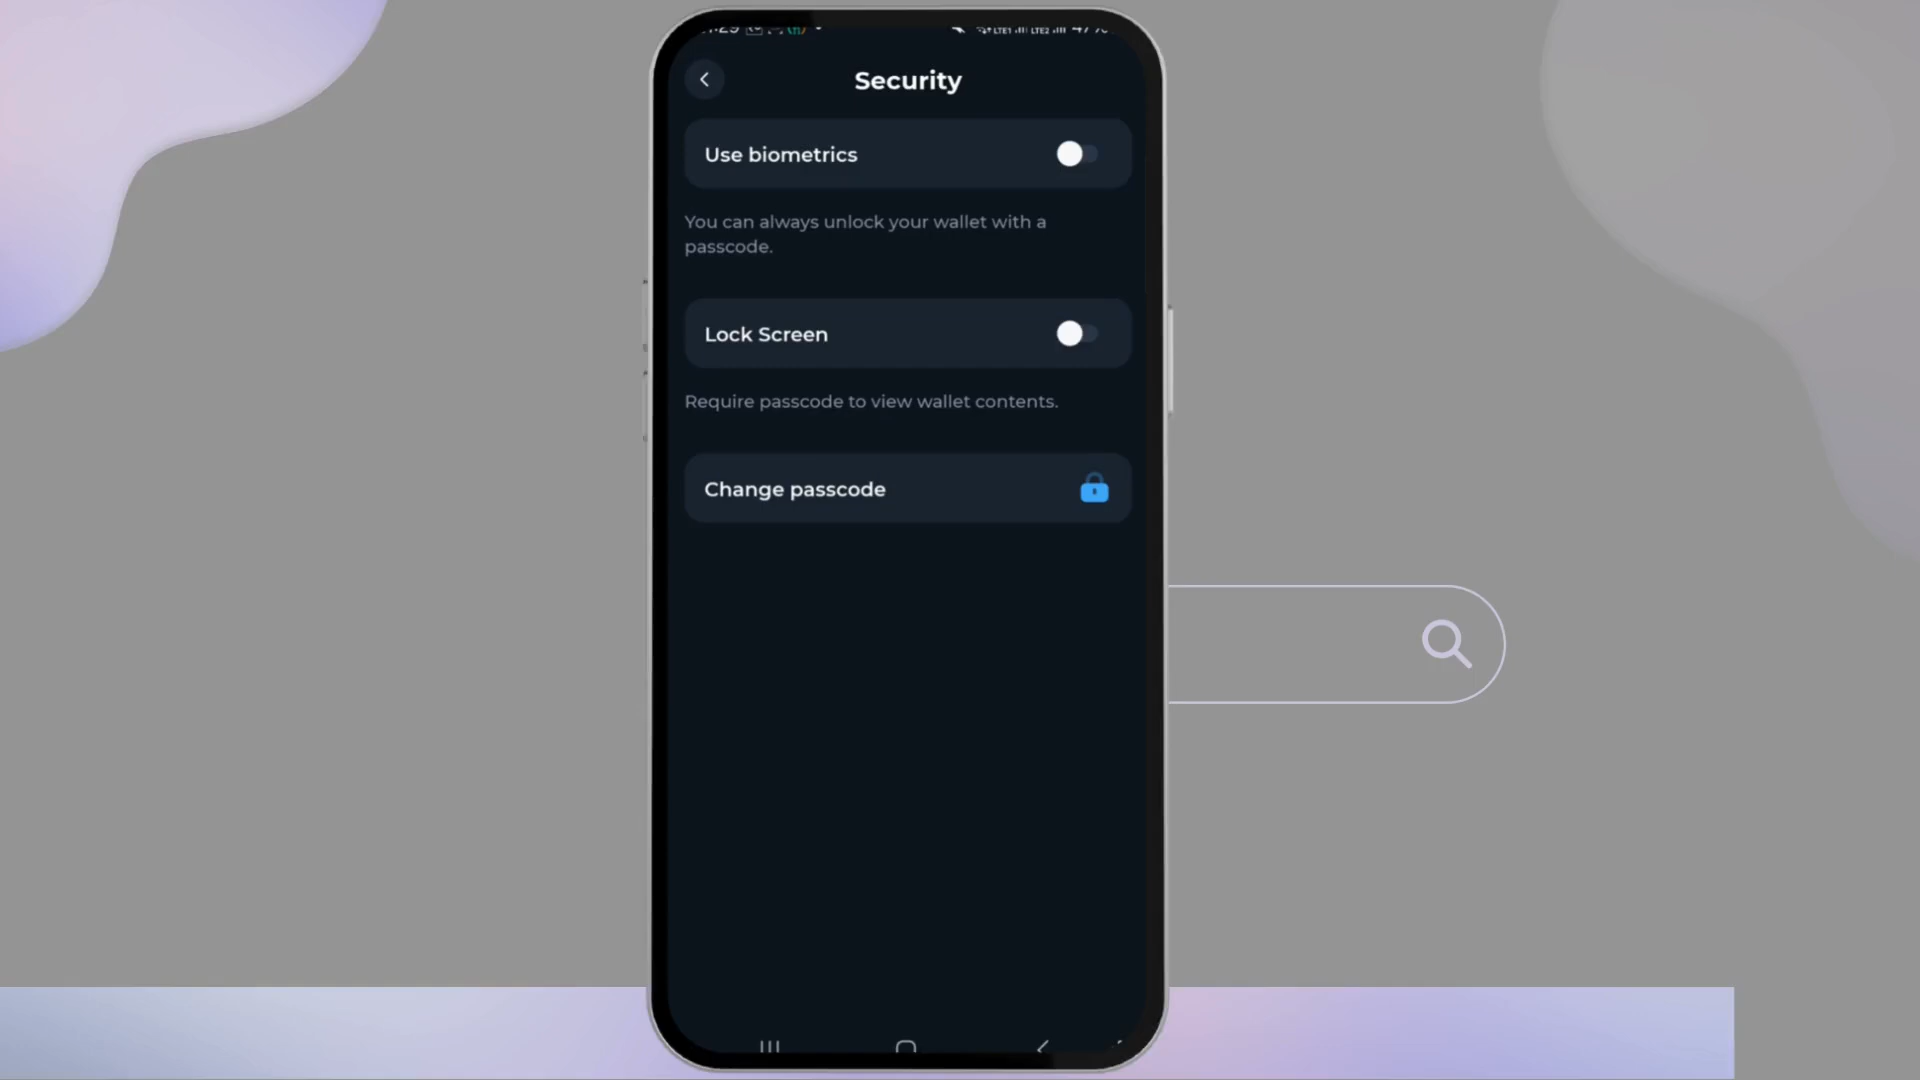 Security
Use biometrics
You can always unlock your wallet with a
passcode.
Lock Screen
Require passcode to view wallet contents.
Change passcode